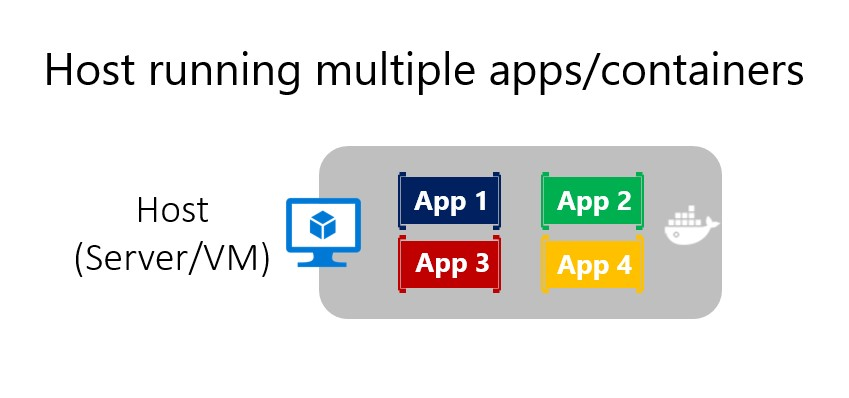 Host running multiple apps/containers
Host
(Server/VM)
App 1
App 2
App 3
App 4